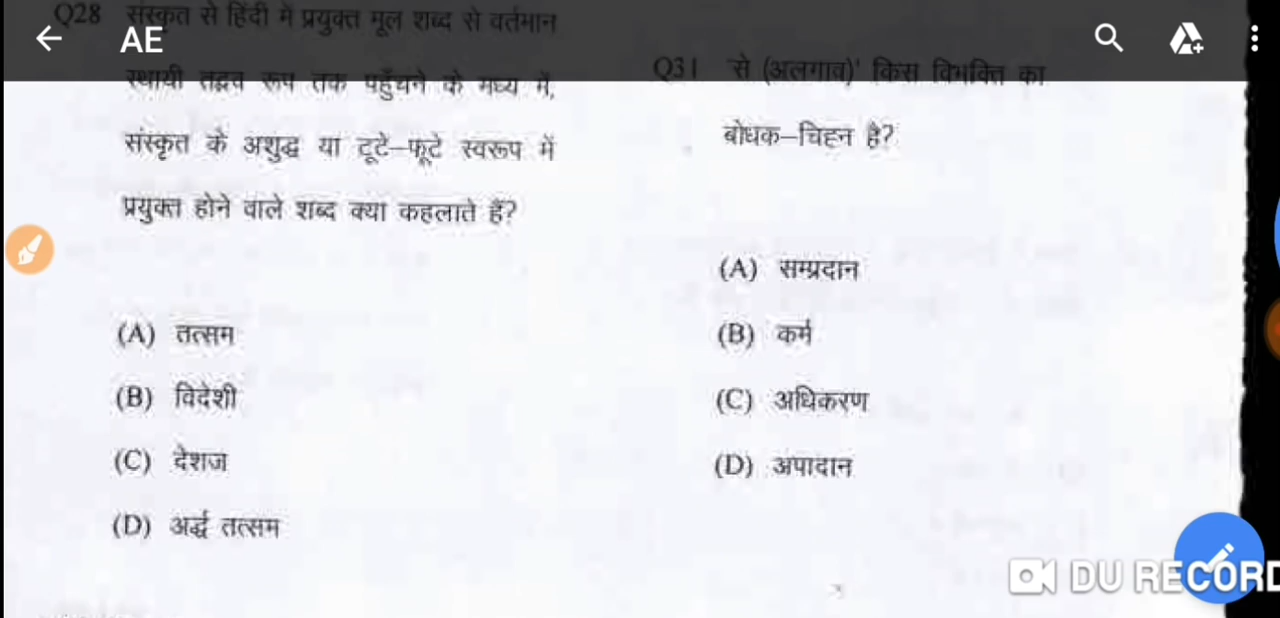 AE
Q28 संस्कृत से हिंदी में प्रयुक्त मूल शब्द से वर्तमान
स्थायी तद्भव रूप तक पहुँचने के मध्य में,
संस्कृत के अशुद्ध या टूटे–फूटे स्वरूप में
प्रयुक्त होने वाले शब्द क्या कहलाते हैं?
(A) तत्सम
(B) विदेशी
(C) देशज
(D) अर्द्ध तत्सम
Q31 'से (अलगाव)' किस विभक्ति का
बोधक–चिह्न है?
(A) सम्प्रदान
(B) कर्म
(C) अधिकरण
(D) अपादान
DU RECORD